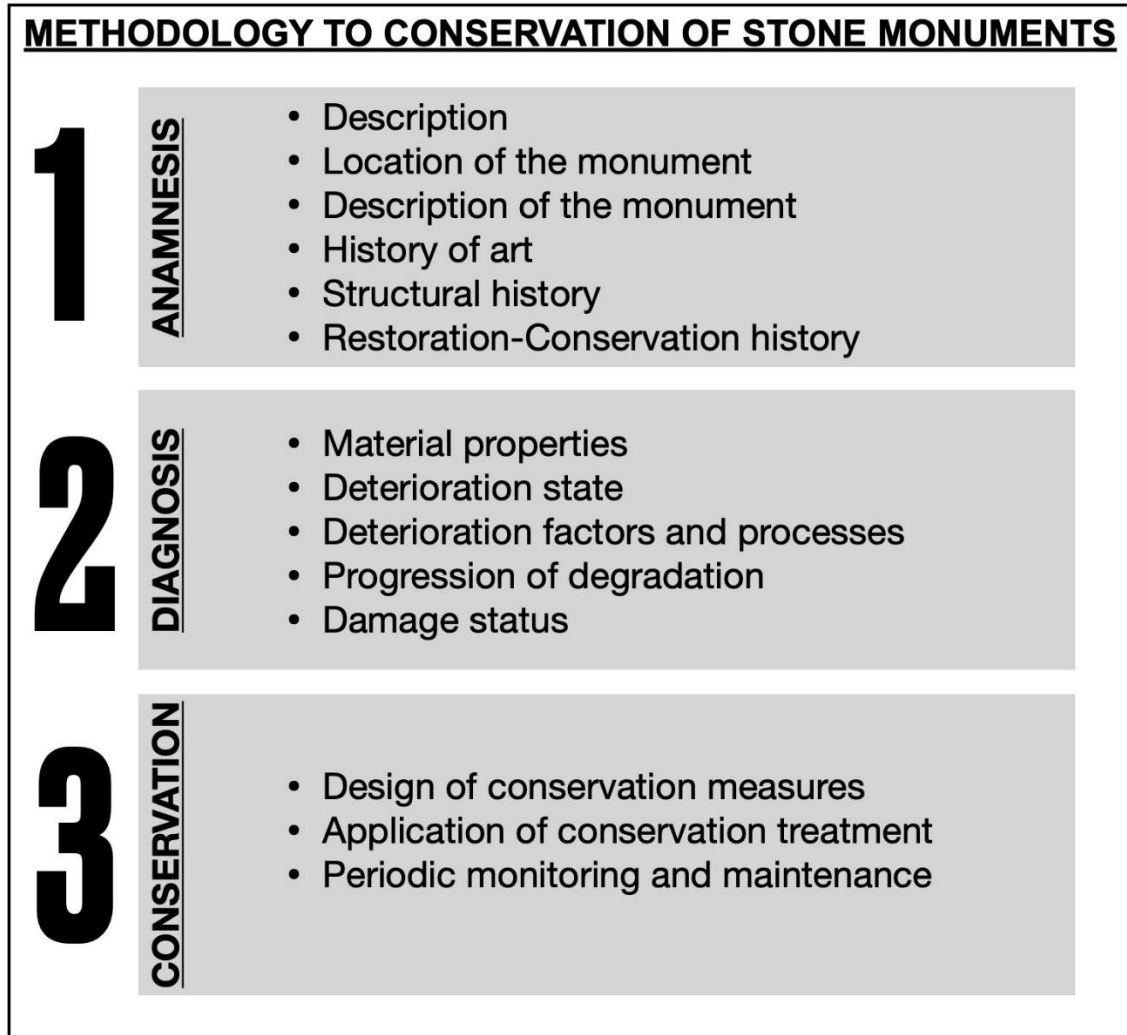 METHODOLOGY TO CONSERVATION OF STONE MONUMENTS
1
ANAMNESIS
• Description
• Location of the monument
• Description of the monument
• History of art
• Structural history
• Restoration-Conservation history
2
DIAGNOSIS
• Material properties
• Deterioration state
• Deterioration factors and processes
• Progression of degradation
• Damage status
3
CONSERVATION
• Design of conservation measures
• Application of conservation treatment
• Periodic monitoring and maintenance